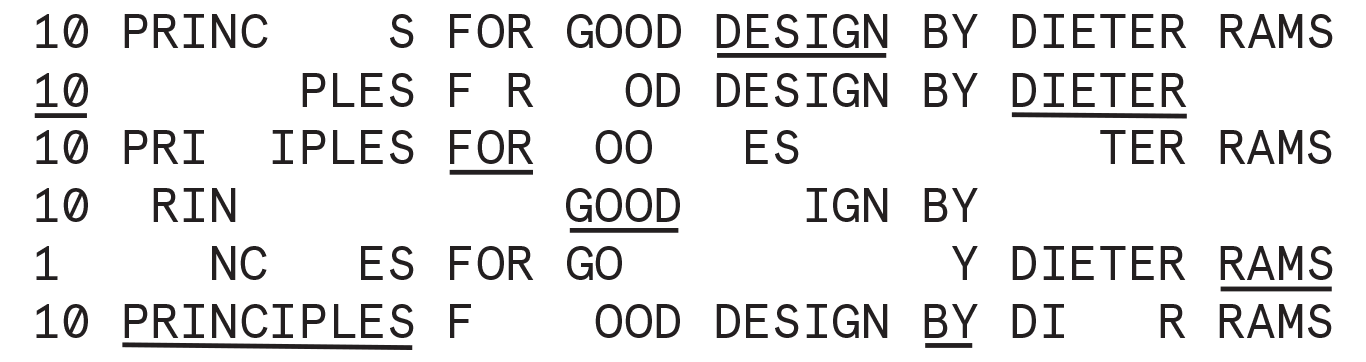 10 PRINC    S FOR GOOD DESIGN BY DIETER RAMS
10       PLES F R   OD DESIGN BY DIETER
10 PRI  IPLES FOR  OO   ES          TER RAMS
10  RIN           GOOD    IGN BY
1     NC   ES FOR GO           Y DIETER RAMS
10 PRINCIPLES F    OOD DESIGN BY DI   R RAMS